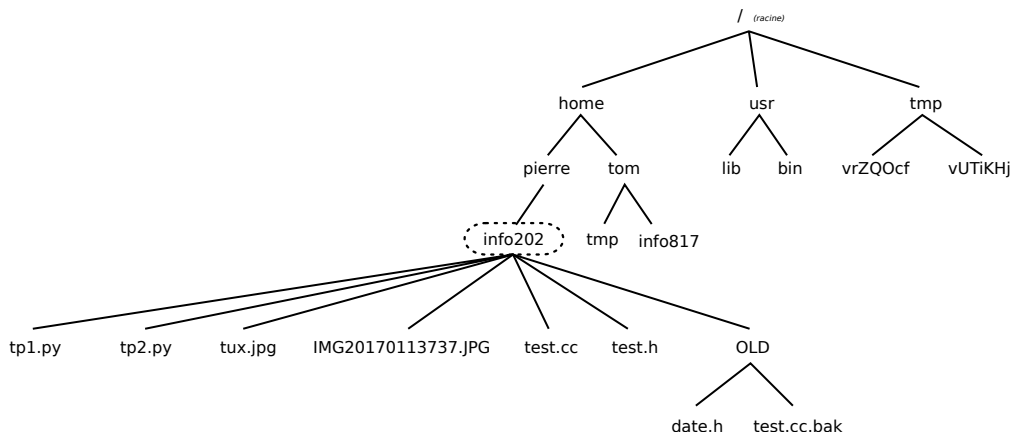 / (racine)
home usr tmp
pierre tom lib bin vrZQOcf vUTiKHj
info202 tmp info817
tp1.py tp2.py tux.jpg IMG20170113737.JPG test.cc test.h OLD
date.h test.cc.bak